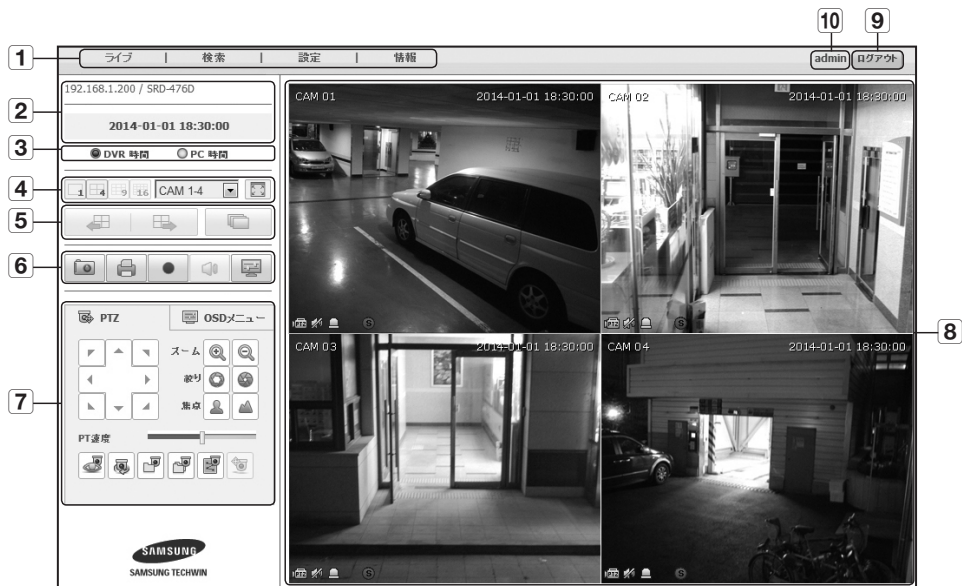 10
9
1
ライブ | 検索 | 設定 | 情報
admin
ログアウト
2
192.168.1.200 / SRD-476D
2014-01-01 18:30:00
3
DVR 時間
PC 時間
4
1 4 9 16
CAM 1-4
5
6
7
PTZ
OSDメニュー
ズーム
絞り
焦点
PT速度
SAMSUNG
SAMSUNG TECHWIN
CAM 01
2014-01-01 18:30:00
PTZ
S
CAM 02
2014-01-01 18:30:00
PTZ
S
8
CAM 03
2014-01-01 18:30:00
PTZ
S
CAM 04
2014-01-01 18:30:00
PTZ
S